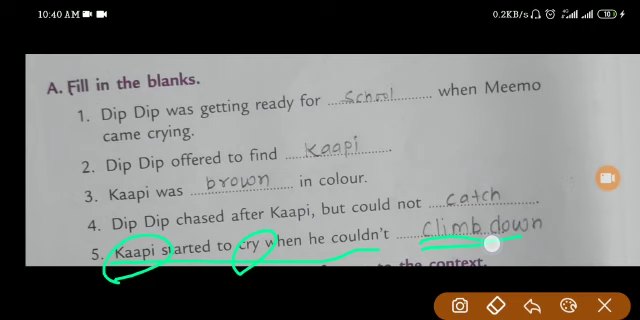 10:40 AM
0.2KB/s 10
A. Fill in the blanks.
1. Dip Dip was getting ready for ...school... when Meemo
came crying.
2. Dip Dip offered to find ...Kaapi....
3. Kaapi was ...brown... in colour.
4. Dip Dip chased after Kaapi, but could not ...catch....
5. Kaapi started to cry when he couldn't ...climb down
to the context.